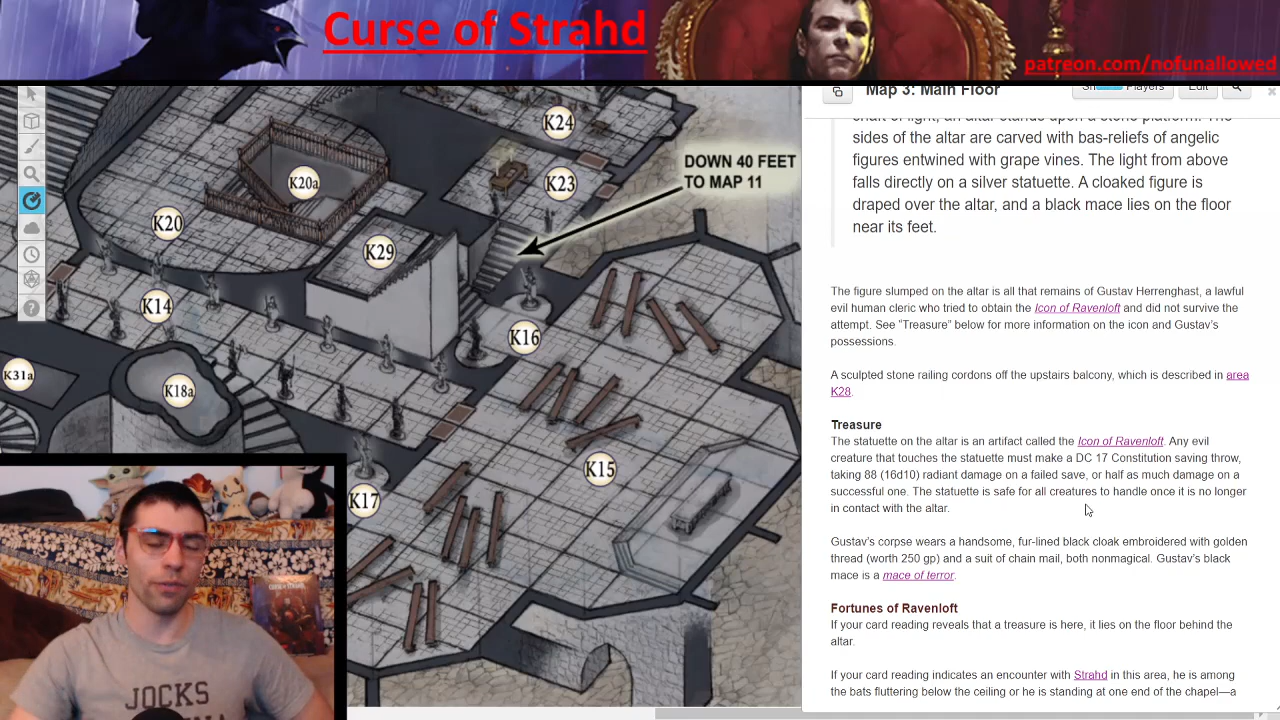 Curse of Strahd
patreon.com/nofunallowed
Map 3: Main Floor
Edit
sides of the altar are carved with bas-reliefs of angelic
figures entwined with grape vines. The light from above
falls directly on a silver statuette. A cloaked figure is
draped over the altar, and a black mace lies on the floor
near its feet.
The figure slumped on the altar is all that remains of Gustav Herrenghast, a lawful
evil human cleric who tried to obtain the Icon of Ravenloft and did not survive the
attempt. See “Treasure” below for more information on the icon and Gustav's
possessions.
A sculpted stone railing cordons off the upstairs balcony, which is described in area
K28.
Treasure
The statuette on the altar is an artifact called the Icon of Ravenloft. Any evil
creature that touches the statuette must make a DC 17 Constitution saving throw,
taking 88 (16d10) radiant damage on a failed save, or half as much damage on a
successful one. The statuette is safe for all creatures to handle once it is no longer
in contact with the altar.
Gustav's corpse wears a handsome, fur-lined black cloak embroidered with golden
thread (worth 250 gp) and a suit of chain mail, both nonmagical. Gustav's black
mace is a mace of terror.
Fortunes of Ravenloft
If your card reading reveals that a treasure is here, it lies on the floor behind the
altar.
If your card reading indicates an encounter with Strahd in this area, he is among
the bats fluttering below the ceiling or he is standing at one end of the chapel—a
K24
DOWN 40 FEET
TO MAP 11
K20a
K23
K20
K29
K14
K16
K31a
K18a
K15
K17
JOCKS